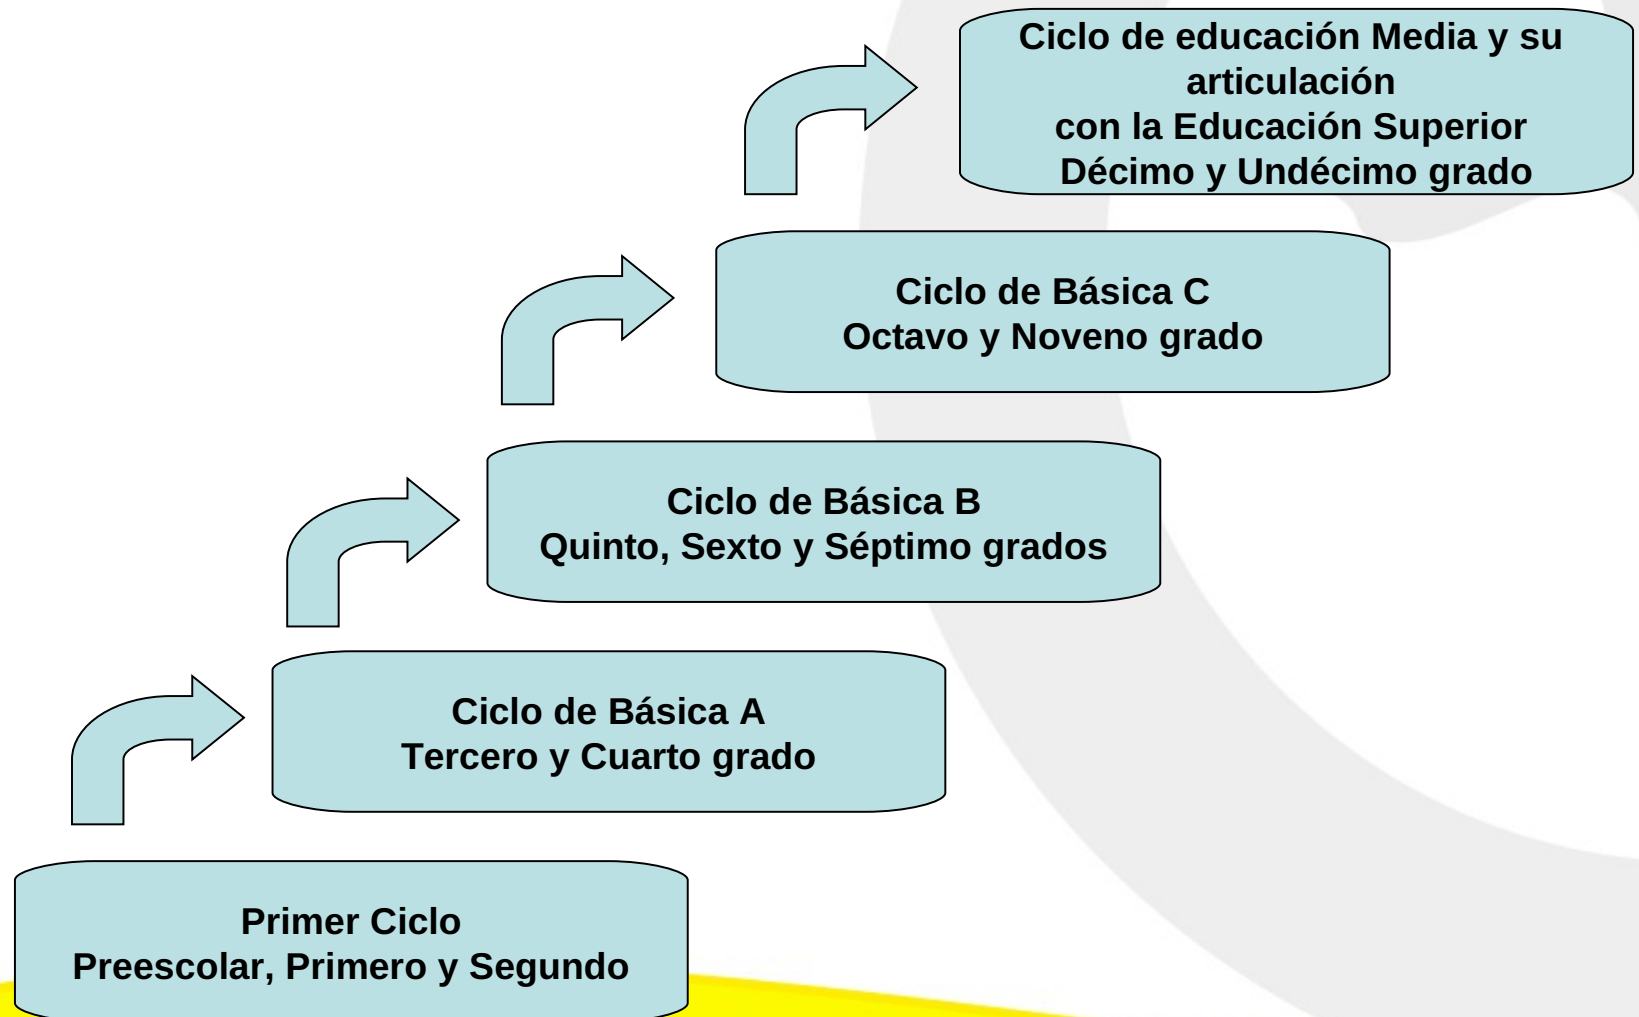 Ciclo de educación Media y su
articulación
con la Educación Superior
Décimo y Undécimo grado
Ciclo de Básica C
Octavo y Noveno grado
Ciclo de Básica B
Quinto, Sexto y Séptimo grados
Ciclo de Básica A
Tercero y Cuarto grado
Primer Ciclo
Preescolar, Primero y Segundo